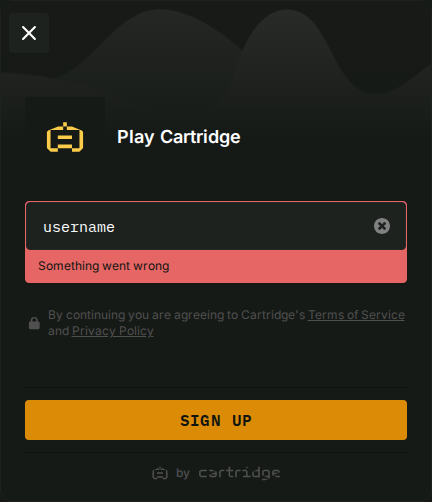 Play Cartridge
username
Something went wrong
By continuing you are agreeing to Cartridge's Terms of Service
and Privacy Policy
SIGN UP
by cartridge